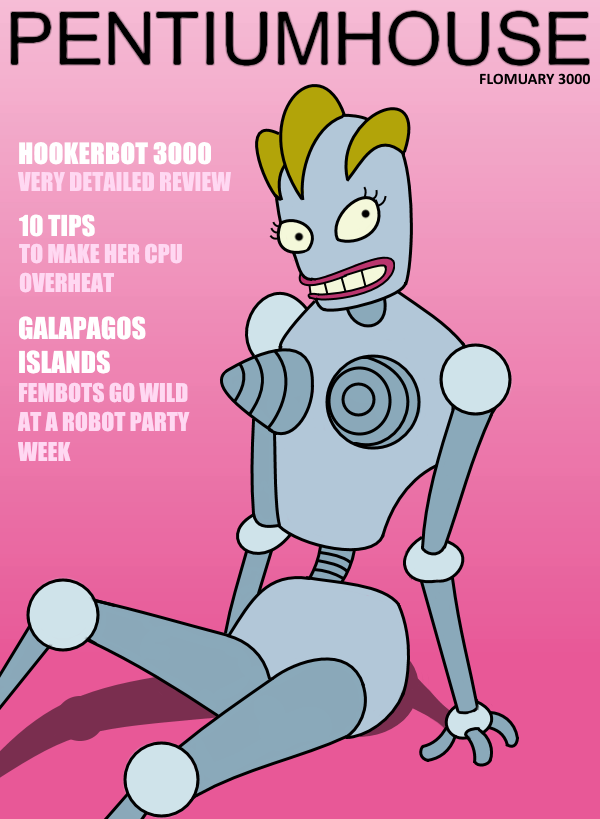 PENTIUMHOUSE
FLOMUARY 3000
HOOKERBOT 3000
VERY DETAILED REVIEW
10 TIPS
TO MAKE HER CPU
OVERHEAT
GALAPAGOS
ISLANDS
FEMBOTS GO WILD
AT A ROBOT PARTY
WEEK